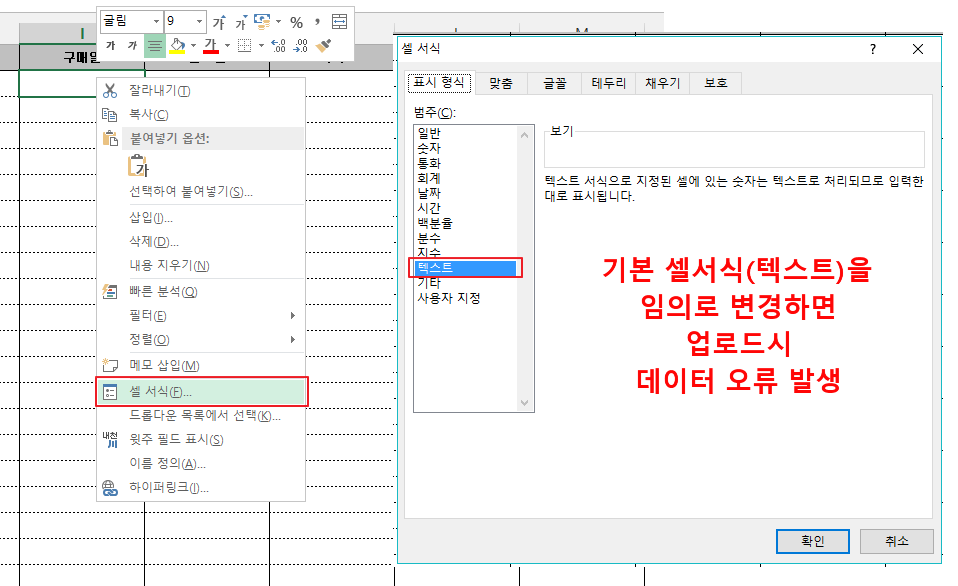 굴림
9
가
가
%
,
가 가 가
←.0
.00
.00
→.0
I
구매일
잘라내기(T)
복사(C)
붙여넣기 옵션:
가
선택하여 붙여넣기(S)...
삽입(I)...
삭제(D)...
내용 지우기(N)
빠른 분석(Q)
필터(E)
정렬(O)
메모 삽입(M)
셀 서식(F)...
드롭다운 목록에서 선택(K)...
내천
川
윗주 필드 표시(S)
이름 정의(A)...
하이퍼링크(I)...
셀 서식
?
표시 형식 맞춤 글꼴 테두리 채우기 보호
범주(C):
일반
숫자
통화
회계
날짜
시간
백분율
분수
지수
텍스트
기타
사용자 지정
보기
텍스트 서식으로 지정된 셀에 있는 숫자는 텍스트로 처리되므로 입력한
대로 표시됩니다.
기본 셀서식(텍스트)을
임의로 변경하면
업로드시
데이터 오류 발생
확인 취소